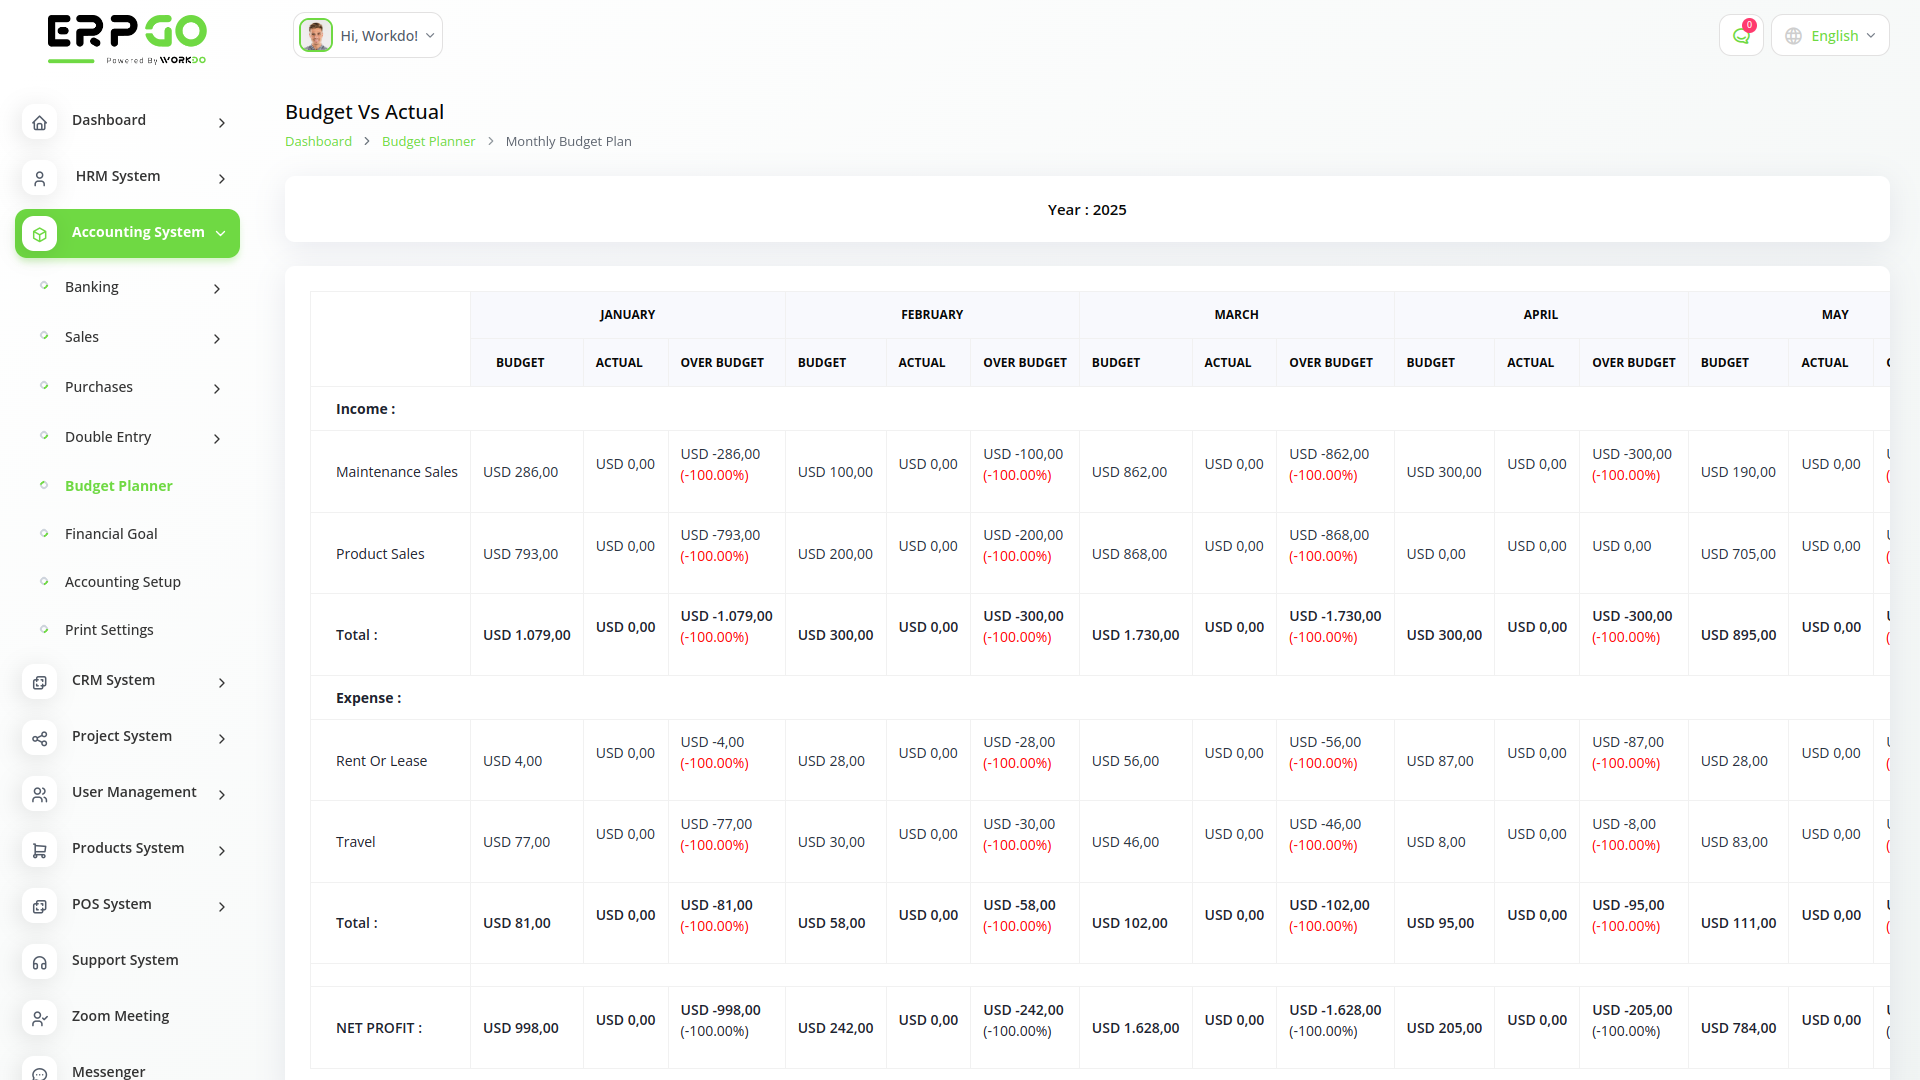 ERPGO
Powered By WORKDO
Hi, Workdo!
0
English
Dashboard
HRM System
Accounting System
Banking
Sales
Purchases
Double Entry
Budget Planner
Financial Goal
Accounting Setup
Print Settings
CRM System
Project System
User Management
Products System
POS System
Support System
Zoom Meeting
Messenger
Budget Vs Actual
Dashboard > Budget Planner > Monthly Budget Plan
Year : 2025
JANUARY FEBRUARY MARCH APRIL MAY
BUDGET ACTUAL OVER BUDGET BUDGET ACTUAL OVER BUDGET BUDGET ACTUAL OVER BUDGET BUDGET ACTUAL OVER BUDGET BUDGET ACTUAL
Income :
Maintenance Sales USD 286,00 USD 0,00 USD -286,00 (-100.00%) USD 100,00 USD 0,00 USD -100,00 (-100.00%) USD 862,00 USD 0,00 USD -862,00 (-100.00%) USD 300,00 USD 0,00 USD -300,00 (-100.00%) USD 190,00 USD 0,00
Product Sales USD 793,00 USD 0,00 USD -793,00 (-100.00%) USD 200,00 USD 0,00 USD -200,00 (-100.00%) USD 868,00 USD 0,00 USD -868,00 (-100.00%) USD 0,00 USD 0,00 USD 0,00 USD 705,00 USD 0,00
Total : USD 1.079,00 USD 0,00 USD -1.079,00 (-100.00%) USD 300,00 USD 0,00 USD -300,00 (-100.00%) USD 1.730,00 USD 0,00 USD -1.730,00 (-100.00%) USD 300,00 USD 0,00 USD -300,00 (-100.00%) USD 895,00 USD 0,00
Expense :
Rent Or Lease USD 4,00 USD 0,00 USD -4,00 (-100.00%) USD 28,00 USD 0,00 USD -28,00 (-100.00%) USD 56,00 USD 0,00 USD -56,00 (-100.00%) USD 87,00 USD 0,00 USD -87,00 (-100.00%) USD 28,00 USD 0,00
Travel USD 77,00 USD 0,00 USD -77,00 (-100.00%) USD 30,00 USD 0,00 USD -30,00 (-100.00%) USD 46,00 USD 0,00 USD -46,00 (-100.00%) USD 8,00 USD 0,00 USD -8,00 (-100.00%) USD 83,00 USD 0,00
Total : USD 81,00 USD 0,00 USD -81,00 (-100.00%) USD 58,00 USD 0,00 USD -58,00 (-100.00%) USD 102,00 USD 0,00 USD -102,00 (-100.00%) USD 95,00 USD 0,00 USD -95,00 (-100.00%) USD 111,00 USD 0,00
NET PROFIT : USD 998,00 USD 0,00 USD -998,00 (-100.00%) USD 242,00 USD 0,00 USD -242,00 (-100.00%) USD 1.628,00 USD 0,00 USD -1.628,00 (-100.00%) USD 205,00 USD 0,00 USD -205,00 (-100.00%) USD 784,00 USD 0,00